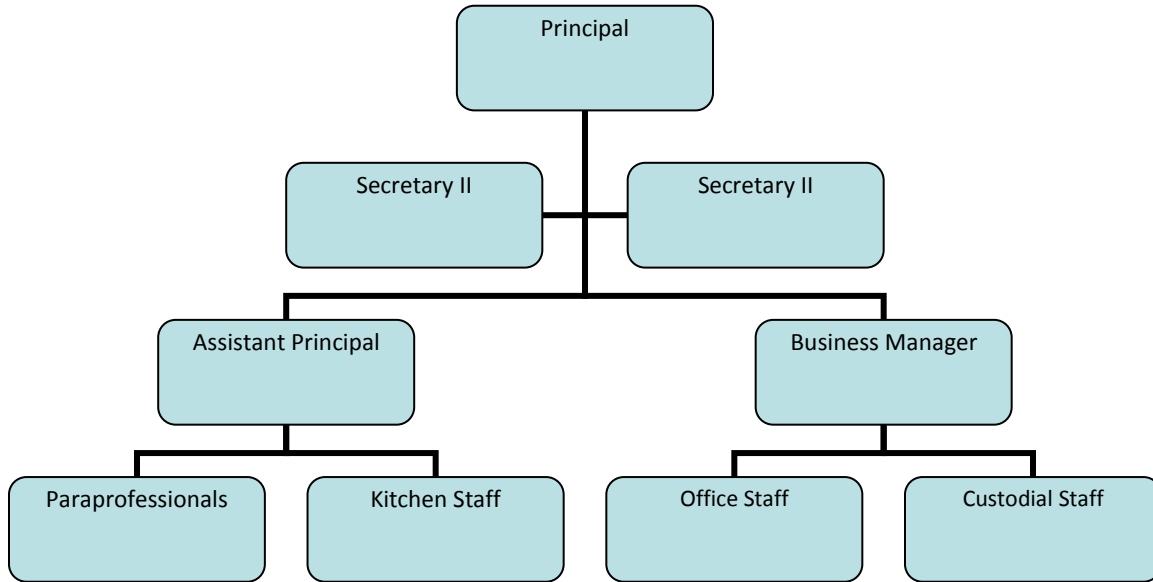 Principal
Secretary II
Secretary II
Assistant Principal
Business Manager
Paraprofessionals
Kitchen Staff
Office Staff
Custodial Staff